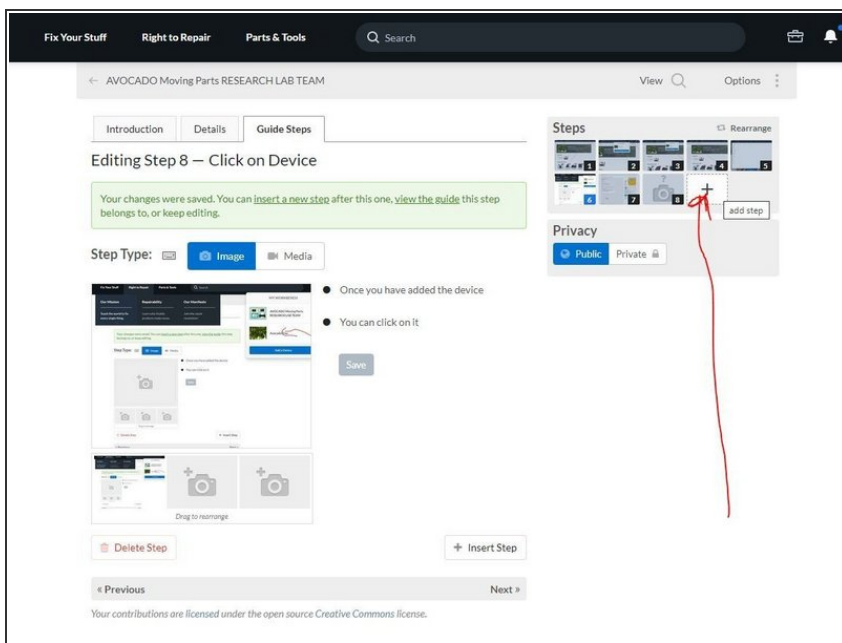 Fix Your Stuff Right to Repair Parts & Tools Search
← AVOCADO Moving Parts RESEARCH LAB TEAM View Options
Introduction Details Guide Steps
Editing Step 8 — Click on Device
Your changes were saved. You can insert a new step after this one, view the guide this step
belongs to, or keep editing.
Step Type: Image Media
Once you have added the device
You can click on it
Save
Drag to rearrange
Delete Step + Insert Step
« Previous Next »
Your contributions are licensed under the open source Creative Commons license.
Steps Rearrange
1 2 3 4 5
6 7 8 +
add step
Privacy
Public Private